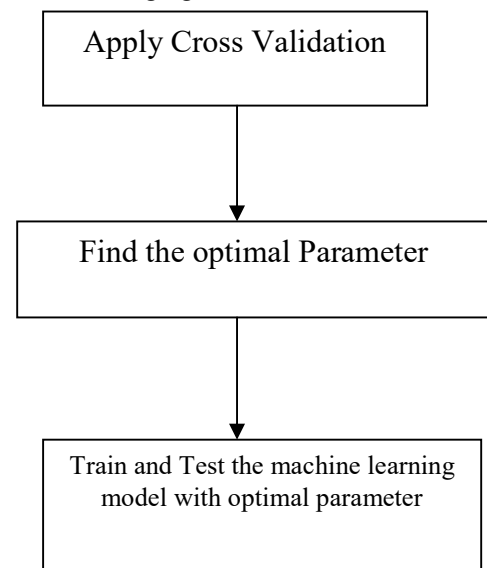 Apply Cross Validation
Find the optimal Parameter
Train and Test the machine learning
model with optimal parameter